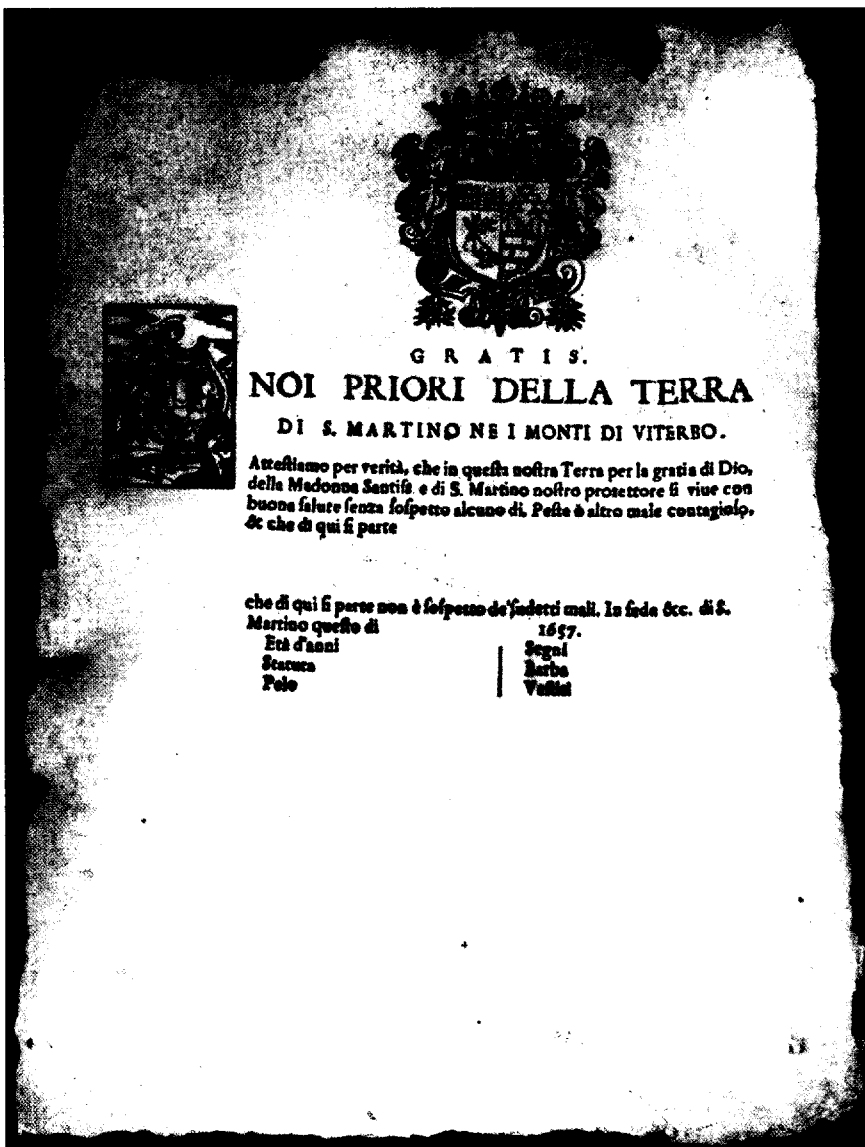 G R A T I S.
NOI PRIORI DELLA TERRA
DI S. MARTINO NE I MONTI DI VITERBO.
Atteſtiamo per verità, che in queſta noſtra Terra per la gratia di Dio,
della Madonna Santiſs. e di S. Martino noſtro protettore ſi viue con
buona ſalute ſenza ſoſpetto alcuno di, Peſte ò altro male contagioſo,
& che di qui ſi parte
che di qui ſi parte non è ſoſpetto de'ſudetti mali. In fede &c. di S.
Martino queſto di 1657.
Età d'anni Segni
Statura Barba
Pelo Veſtiti